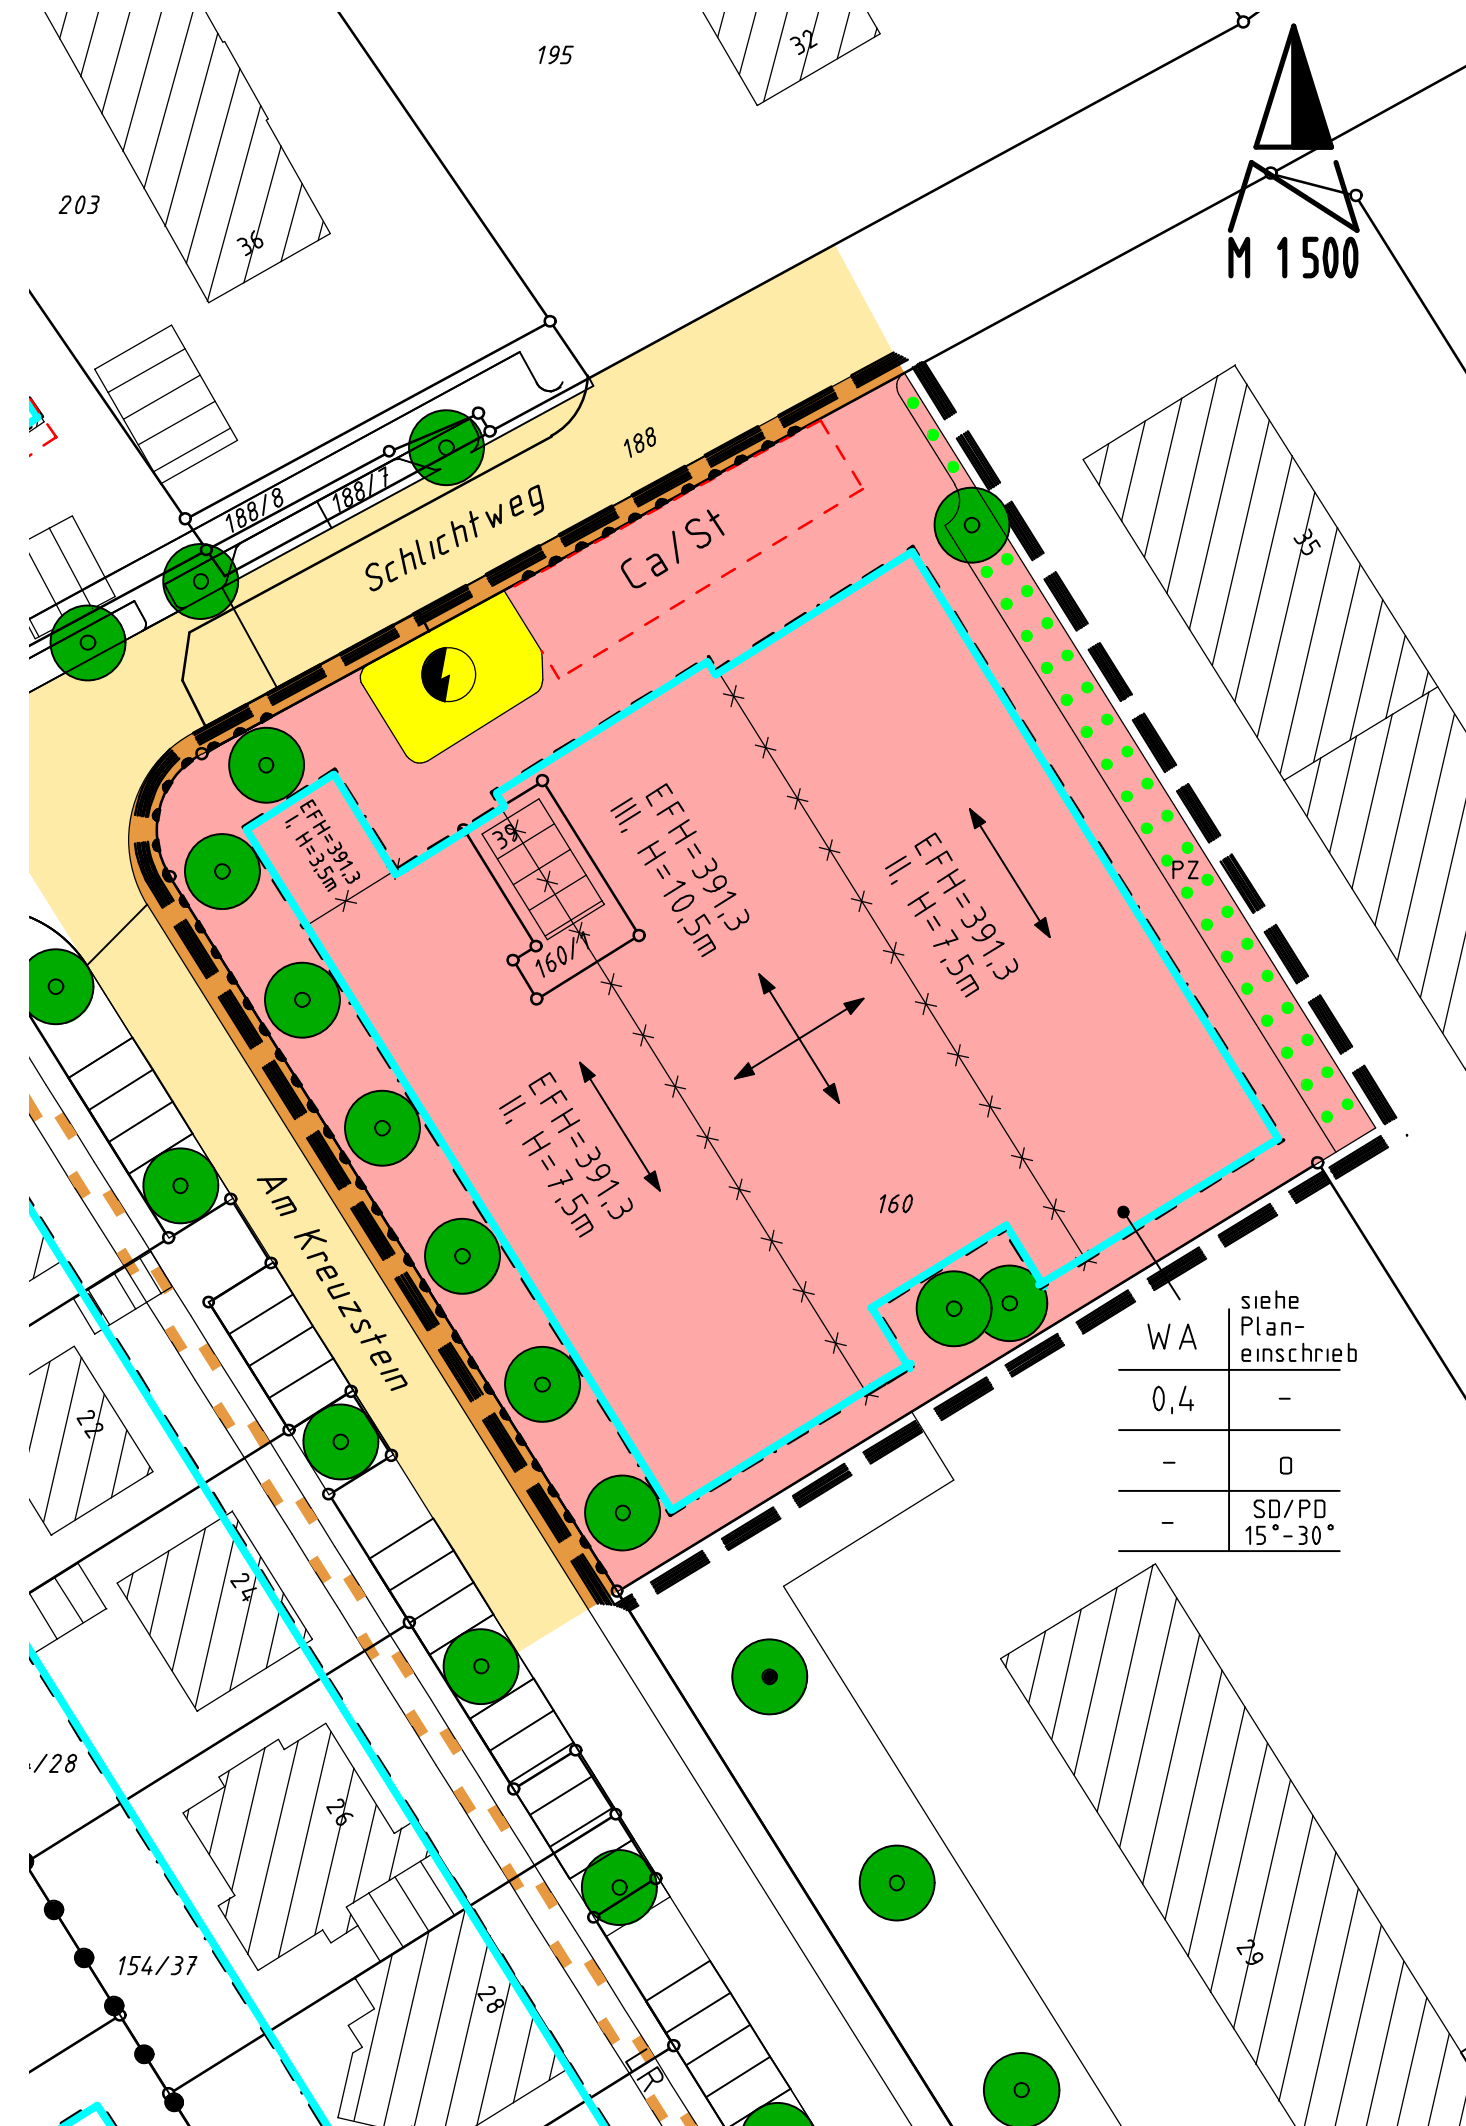 195
32
203
36
M 1500
188
188/8
188/7
Schlichtweg
Ca/St
35
EFH=391,3
I, H=3,5m
39
160/1
EFH=391,3
III, H=10,5m
EFH=391,3
II, H=7,5m
PZ
EFH=391,3
II, H=7,5m
160
Am Kreuzstein
WA
siehe
Plan-
einschrieb
0,4
-
-
o
-
SD/PD
15°-30°
22
24
26
/28
154/37
28
29
LR